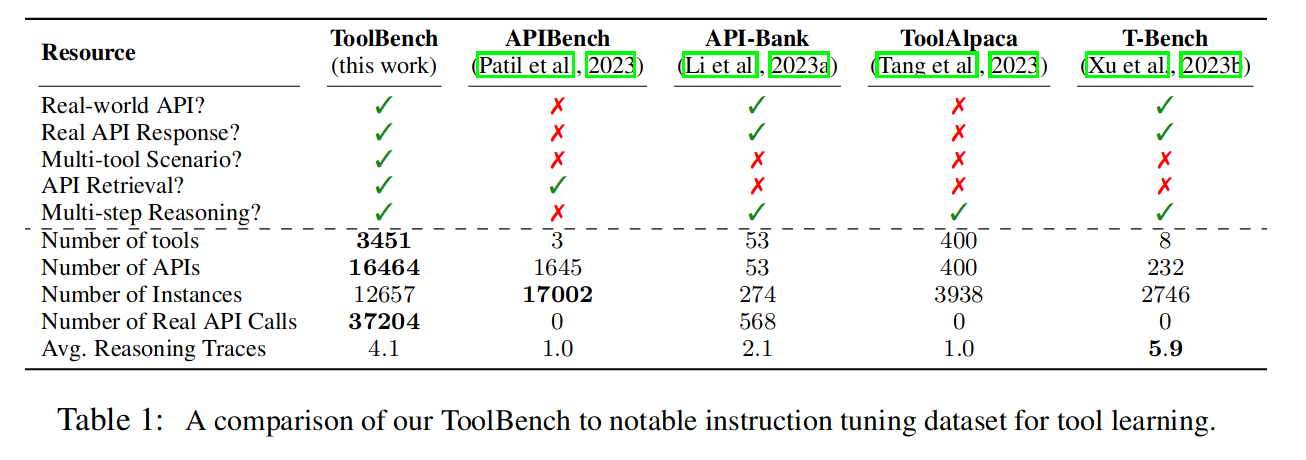 Resource ToolBench APIBench API-Bank ToolAlpaca T-Bench
(this work) (Patil et al., 2023) (Li et al., 2023a) (Tang et al., 2023) (Xu et al., 2023b)
Real-world API? ✓ ✗ ✓ ✗ ✓
Real API Response? ✓ ✗ ✓ ✗ ✓
Multi-tool Scenario? ✓ ✗ ✗ ✗ ✗
API Retrieval? ✓ ✓ ✗ ✗ ✗
Multi-step Reasoning? ✓ ✗ ✓ ✓ ✓
Number of tools 3451 3 53 400 8
Number of APIs 16464 1645 53 400 232
Number of Instances 12657 17002 274 3938 2746
Number of Real API Calls 37204 0 568 0 0
Avg. Reasoning Traces 4.1 1.0 2.1 1.0 5.9
Table 1: A comparison of our ToolBench to notable instruction tuning dataset for tool learning.